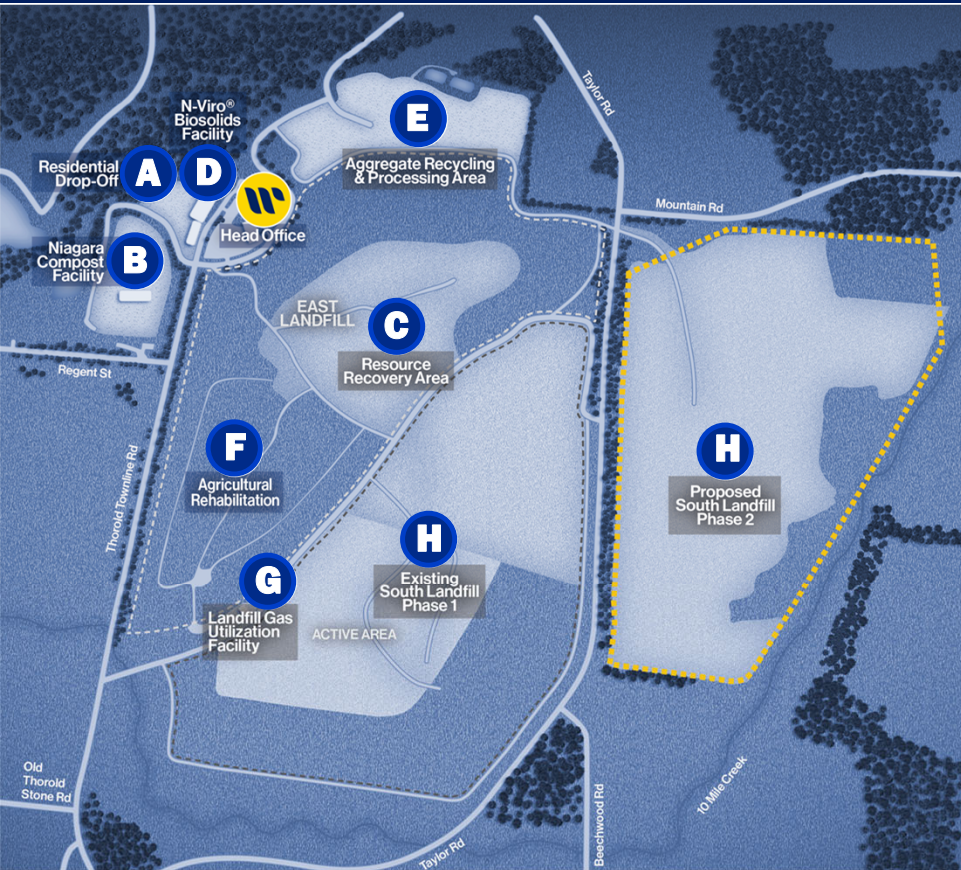 Taylor Rd
N-Viro®
Biosolids
Facility
E
Residential
Drop-Off
A
D
Aggregate Recycling
& Processing Area
Head Office
Mountain Rd
Niagara
Compost
Facility
B
EAST
LANDFILL
C
Resource
Recovery Area
Regent St
F
Agricultural
Rehabilitation
Thorold Townline Rd
H
Proposed
South Landfill
Phase 2
H
Existing
South Landfill
Phase 1
G
Landfill Gas
Utilization
Facility
ACTIVE AREA
Old
Thorold
Stone Rd
10 Mile Creek
Beechwood Rd
Taylor Rd